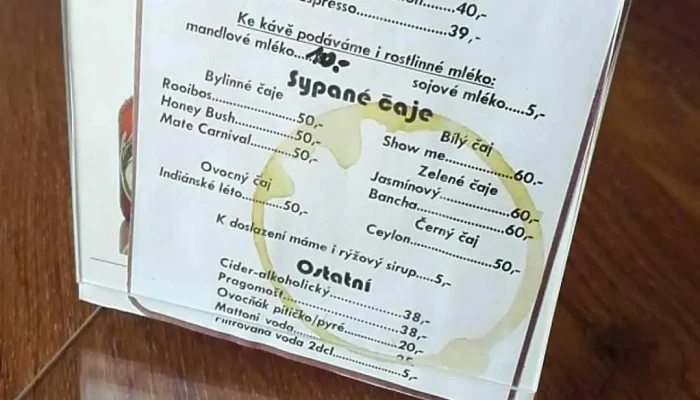 40,-
39,-
Ke kávě podáváme i rostlinné mléko:
mandlové mléko....10.-
sojové mléko.....5,-
Sypané čaje
Bylinné čaje
Rooibos......................50,-
Honey Bush...............50,-
Mate Carnival..........50,-
Ovocný čaj
Indiánské léto..........50,-
Bílý čaj
Show me................60,-
Zelené čaje
Jasmínový................60,-
Bancha.....................60,-
Černý čaj
Ceylon......................50,-
K doslazení máme i rýžový sirup....5,-
Ostatní
Cider-alkoholický................38,-
Pragomošt..........................38,-
Ovocňák pitíčko/pyré...........20,-
Mattoni voda
Filtrovaná voda 2dcl...............5,-